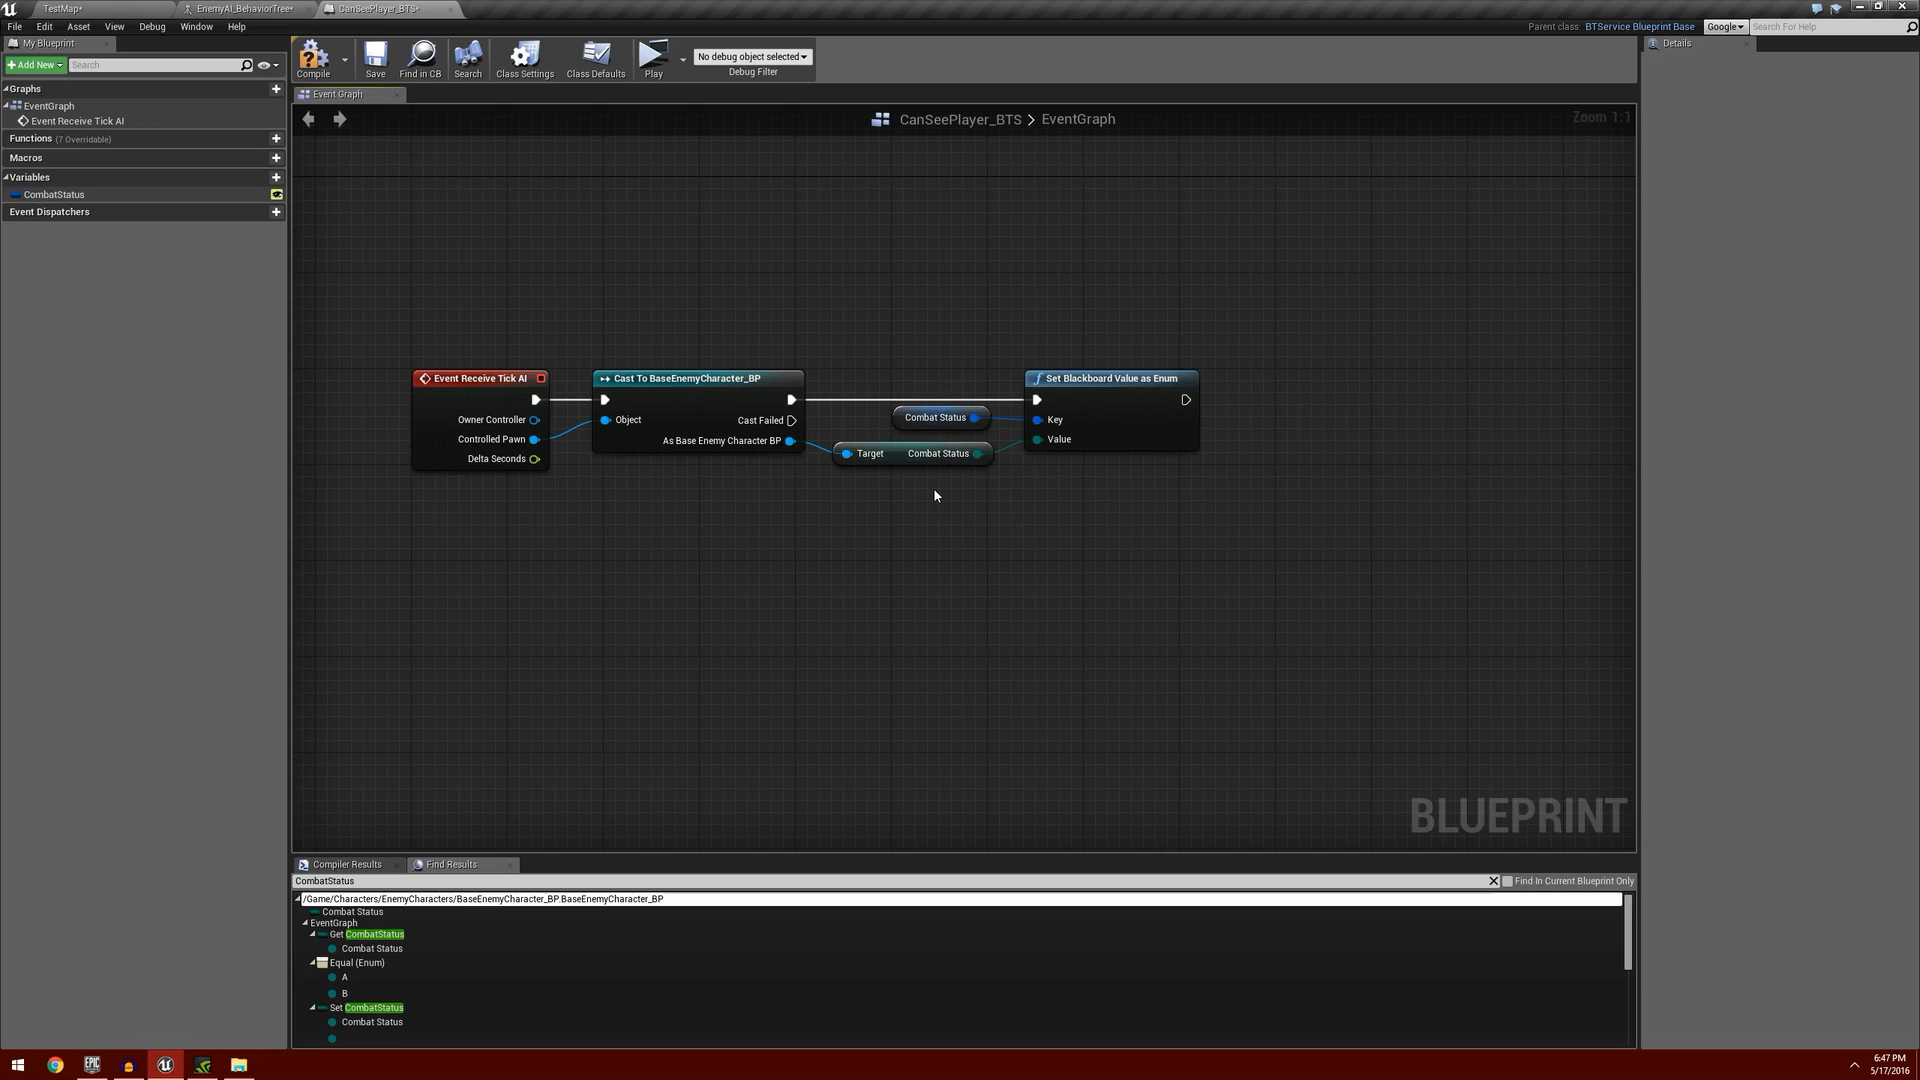 TestMap*
EnemyAI_BehaviorTree*
CanSeePlayer_BTS*
File Edit Asset View Debug Window Help
Parent class: BTService Blueprint Base
Google
Search For Help
My Blueprint
Add New
Search
Graphs
EventGraph
Event Receive Tick AI
Functions (7 Overridable)
Macros
Variables
CombatStatus
Event Dispatchers
Compile
Save
Find in CB
Search
Class Settings
Class Defaults
Play
No debug object selected
Debug Filter
Details
Event Graph
CanSeePlayer_BTS > EventGraph
Zoom 1:1
Event Receive Tick AI
Owner Controller
Controlled Pawn
Delta Seconds
Cast To BaseEnemyCharacter_BP
Object
Cast Failed
As Base Enemy Character BP
Combat Status
Target Combat Status
Set Blackboard Value as Enum
Key
Value
BLUEPRINT
Compiler Results
Find Results
CombatStatus
Find In Current Blueprint Only
/Game/Characters/EnemyCharacters/BaseEnemyCharacter_BP.BaseEnemyCharacter_BP
Combat Status
EventGraph
Get CombatStatus
Combat Status
Equal (Enum)
A
B
Set CombatStatus
Combat Status
EPIC
6:47 PM
5/17/2016